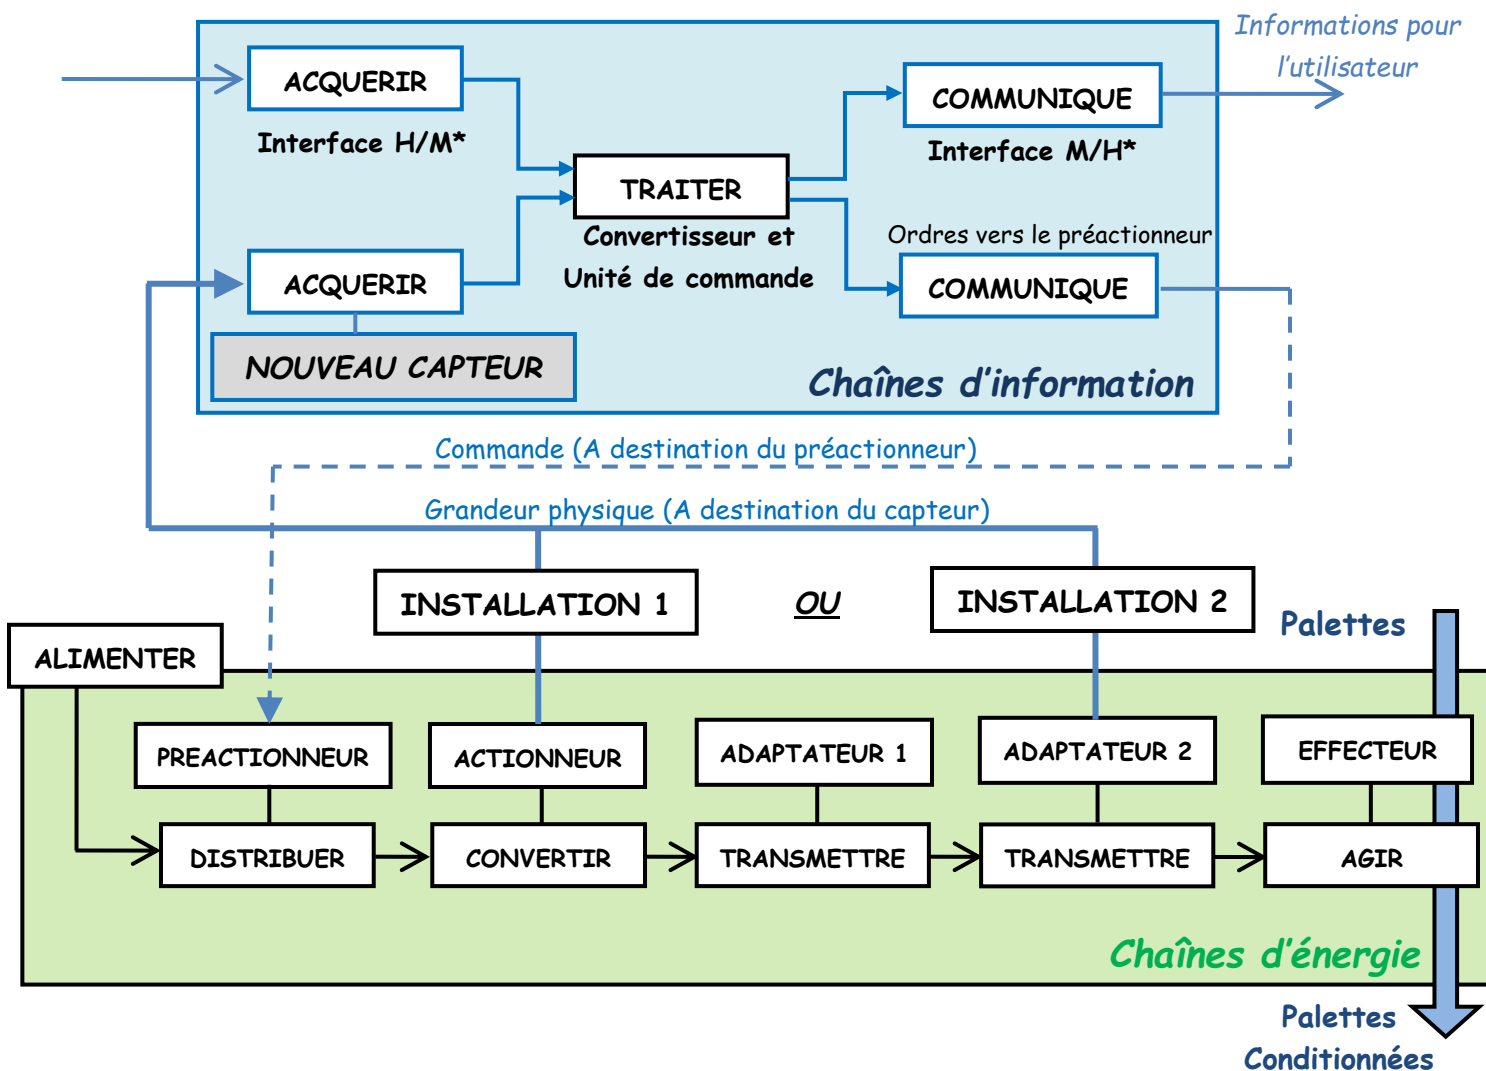 Informations pour
l'utilisateur
ACQUERIR
Interface H/M*
COMMUNIQUE
Interface M/H*
TRAITER
Convertisseur et
Unité de commande
Ordres vers le préactionneur
ACQUERIR
COMMUNIQUE
NOUVEAU CAPTEUR
Chaînes d'information
Commande (A destination du préactionneur)
Grandeur physique (A destination du capteur)
INSTALLATION 1
OU
INSTALLATION 2
Palettes
ALIMENTER
PREACTIONNEUR
ACTIONNEUR
ADAPTATEUR 1
ADAPTATEUR 2
EFFECTEUR
DISTRIBUER
CONVERTIR
TRANSMETTRE
TRANSMETTRE
AGIR
Chaînes d'énergie
Palettes
Conditionnées